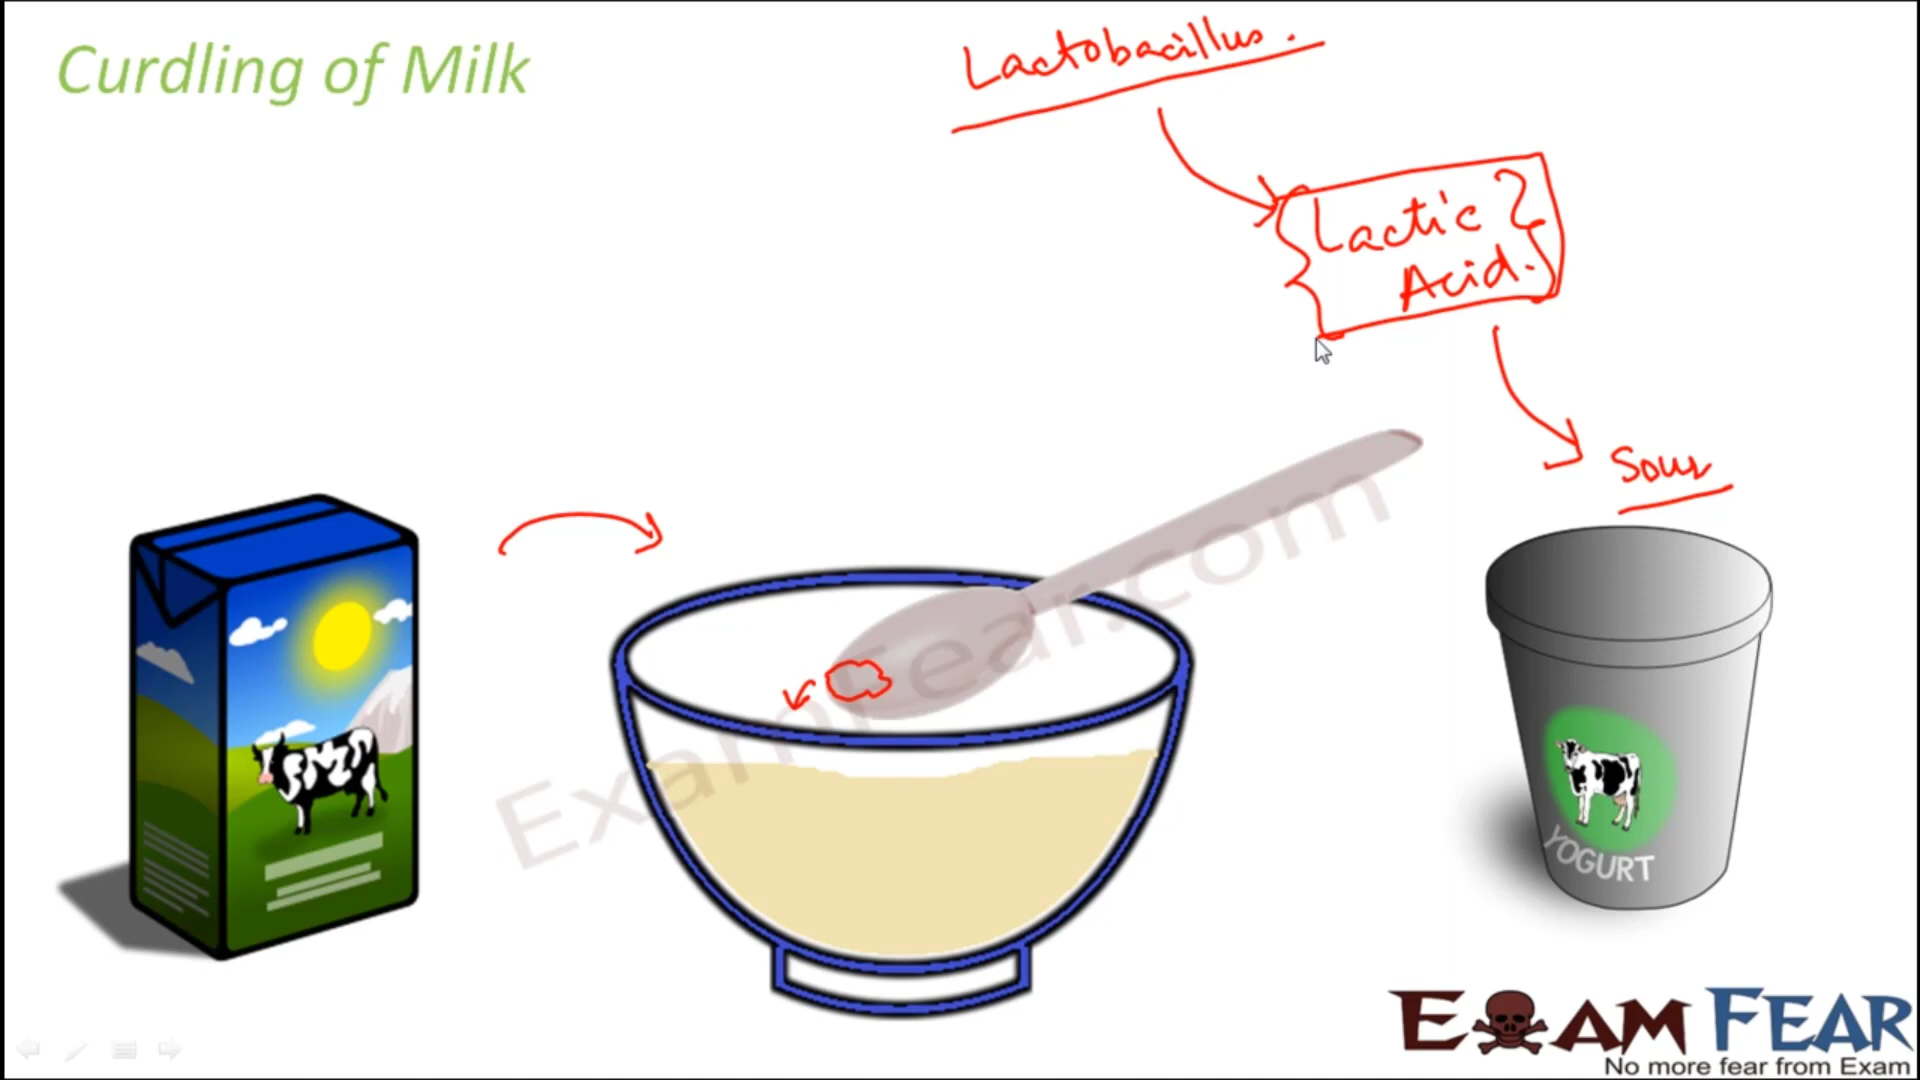 Curdling of Milk
Lactobacillus.
Lactic
Acid.
Sour
ExamFear.com
YOGURT
EXAM FEAR
No more fear from Exam